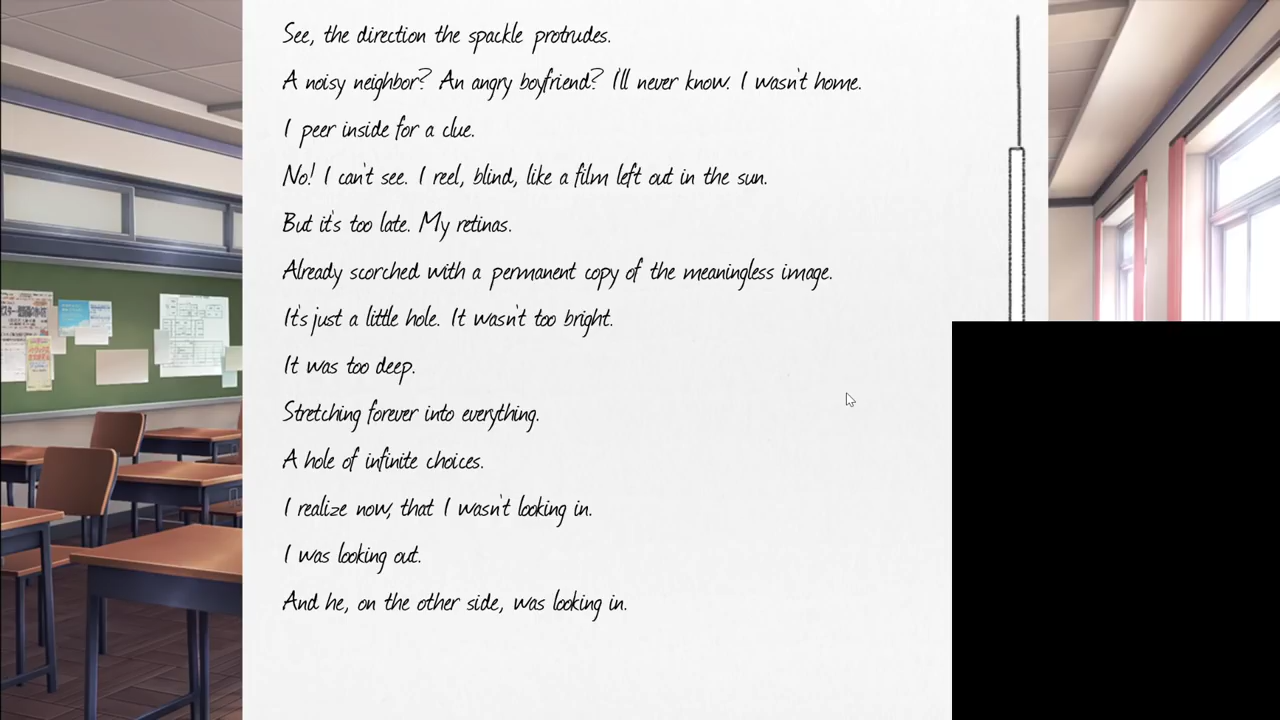 See, the direction the spackle protrudes.
A noisy neighbor? An angry boyfriend? I'll never know. I wasn't home.
I peer inside for a clue.
No! I can't see. I reel, blind, like a film left out in the sun.
But it's too late. My retinas.
Already scorched with a permanent copy of the meaningless image.
It's just a little hole. It wasn't too bright.
It was too deep.
Stretching forever into everything.
A hole of infinite choices.
I realize now, that I wasn't looking in.
I was looking out.
And he, on the other side, was looking in.